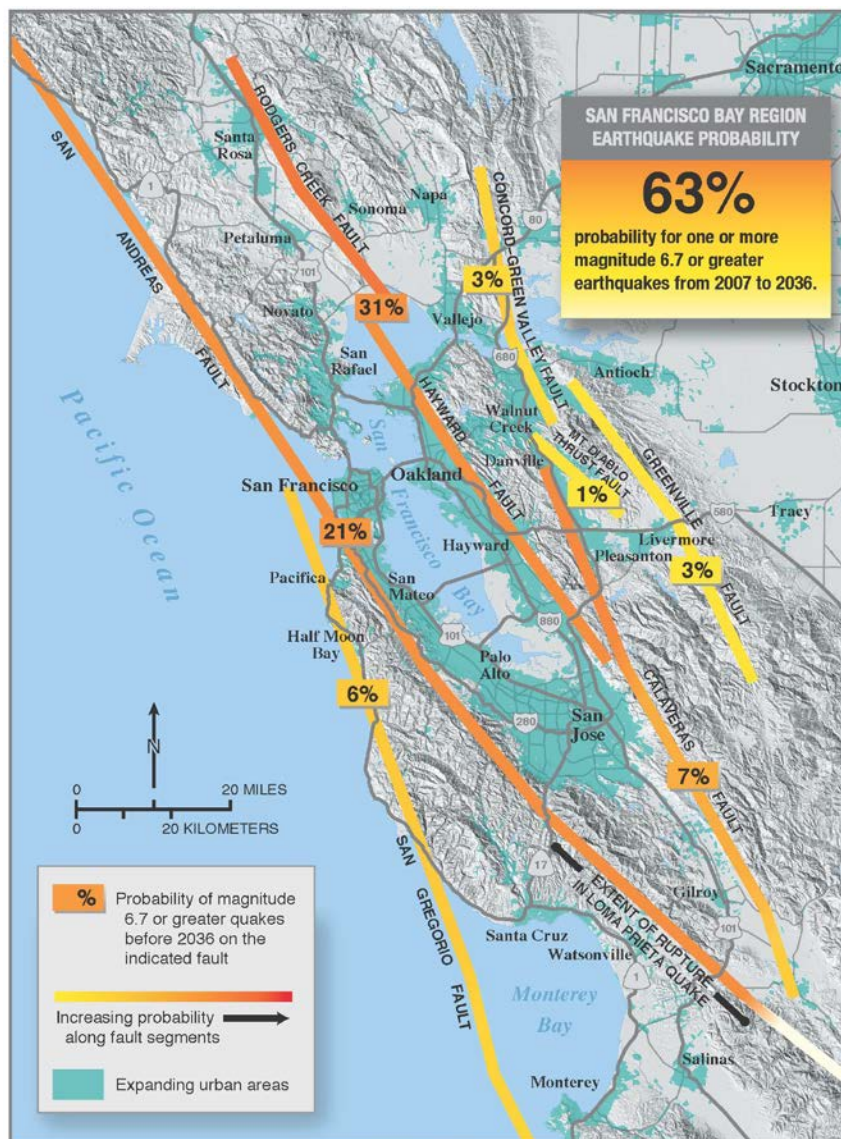 Sacramento
SAN FRANCISCO BAY REGION
EARTHQUAKE PROBABILITY
63%
probability for one or more
magnitude 6.7 or greater
earthquakes from 2007 to 2036.
SAN
ANDREAS
FAULT
1
Santa
Rosa
RODGERS CREEK FAULT
Napa
Sonoma
CONCORD–GREEN VALLEY FAULT
80
Petaluma
101
3%
Novato
31%
Vallejo
San
Rafael
680
Antioch
Stockton
HAYWARD
FAULT
Walnut
Creek
MT. DIABLO
THRUST FAULT
GREENVILLE
FAULT
Pacific Ocean
San Francisco Bay
Oakland
Danville
San Francisco
1%
Tracy
580
21%
Hayward
Livermore
Pleasanton
3%
Pacifica
San
Mateo
880
Half Moon
Bay
101
Palo
Alto
CALAVERAS
FAULT
6%
280
San
Jose
7%
N
0 20 MILES
0 20 KILOMETERS
SAN GREGORIO FAULT
17
EXTENT OF RUPTURE
IN LOMA PRIETA QUAKE
Gilroy
101
Santa Cruz
Watsonville
1
Monterey
Bay
Salinas
Monterey
% Probability of magnitude
6.7 or greater quakes
before 2036 on the
indicated fault
Increasing probability
along fault segments
Expanding urban areas